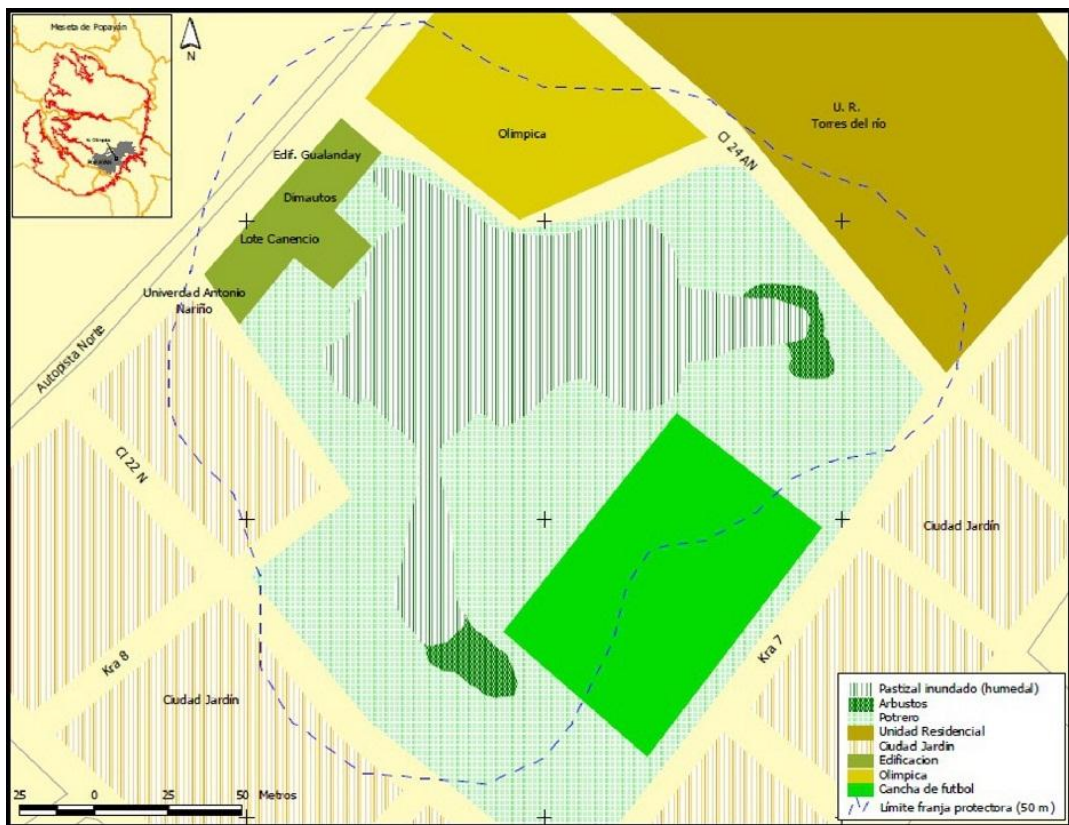 Meseta de Popayán
N
Olimpica
U. R.
Torres del río
Cl 24 AN
Edif. Gualanday
Dimautos
Lote Canencio
Univerdad Antonio
Nariño
Autopista Norte
Cl 22 N
Kra 8
Ciudad Jardín
Ciudad Jardín
Kra 7
Pastizal inundado (humedal)
Arbustos
Potrero
Unidad Residencial
Ciudad Jardin
Edificacion
Olimpica
Cancha de futbol
Límite franja protectora (50 m)
25 0 25 50 Metros